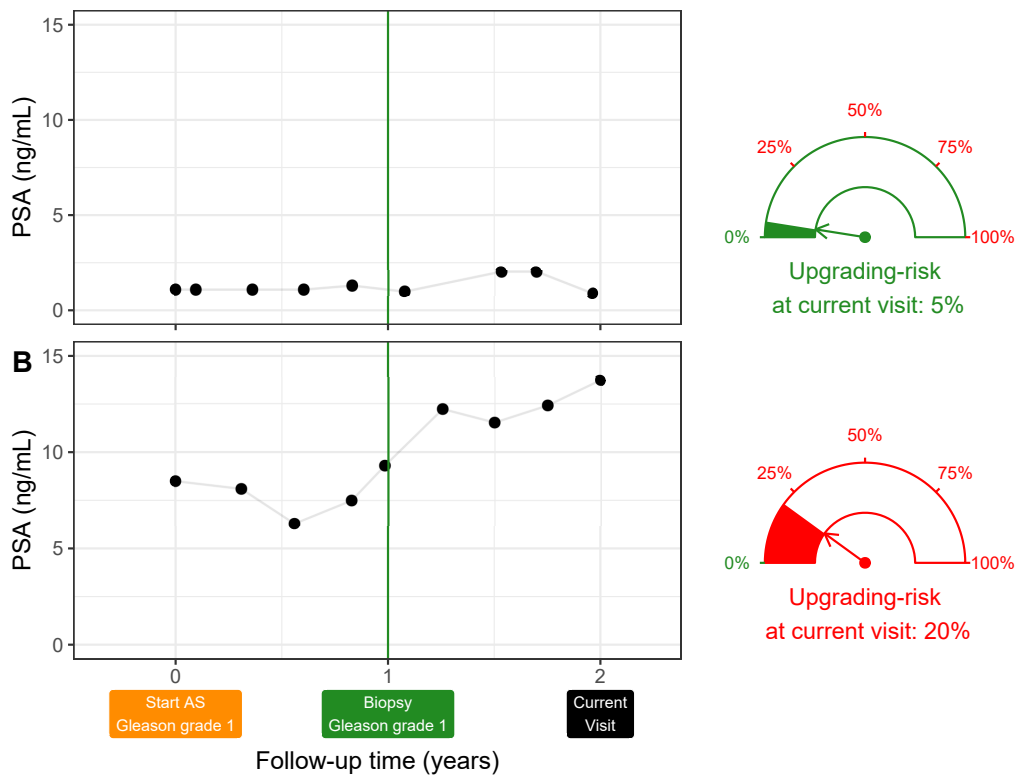 15
10
5
0
PSA (ng/mL)
50%
25%
75%
0%
100%
Upgrading-risk
at current visit: 5%
B
15
10
5
0
PSA (ng/mL)
50%
25%
75%
0%
100%
Upgrading-risk
at current visit: 20%
0
1
2
Start AS
Gleason grade 1
Biopsy
Gleason grade 1
Current
Visit
Follow-up time (years)